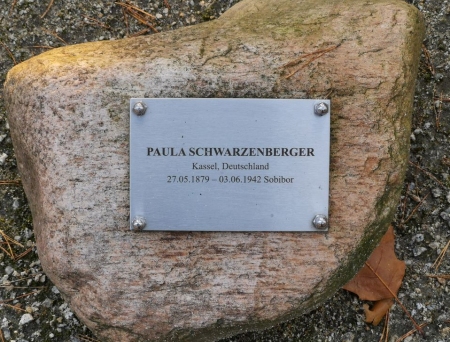 PAULA SCHWARZENBERGER
Kassel, Deutschland
27.05.1879 – 03.06.1942 Sobibor